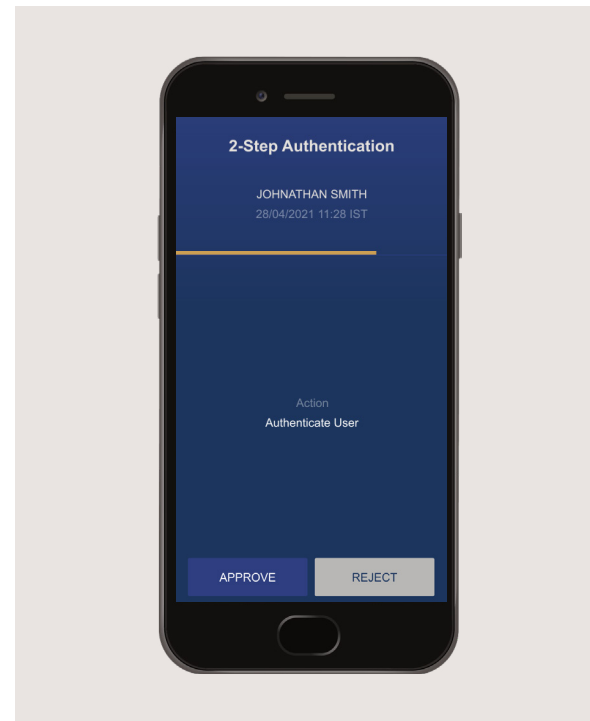 2-Step Authentication
JOHNATHAN SMITH
28/04/2021 11:28 IST
Action
Authenticate User
APPROVE REJECT